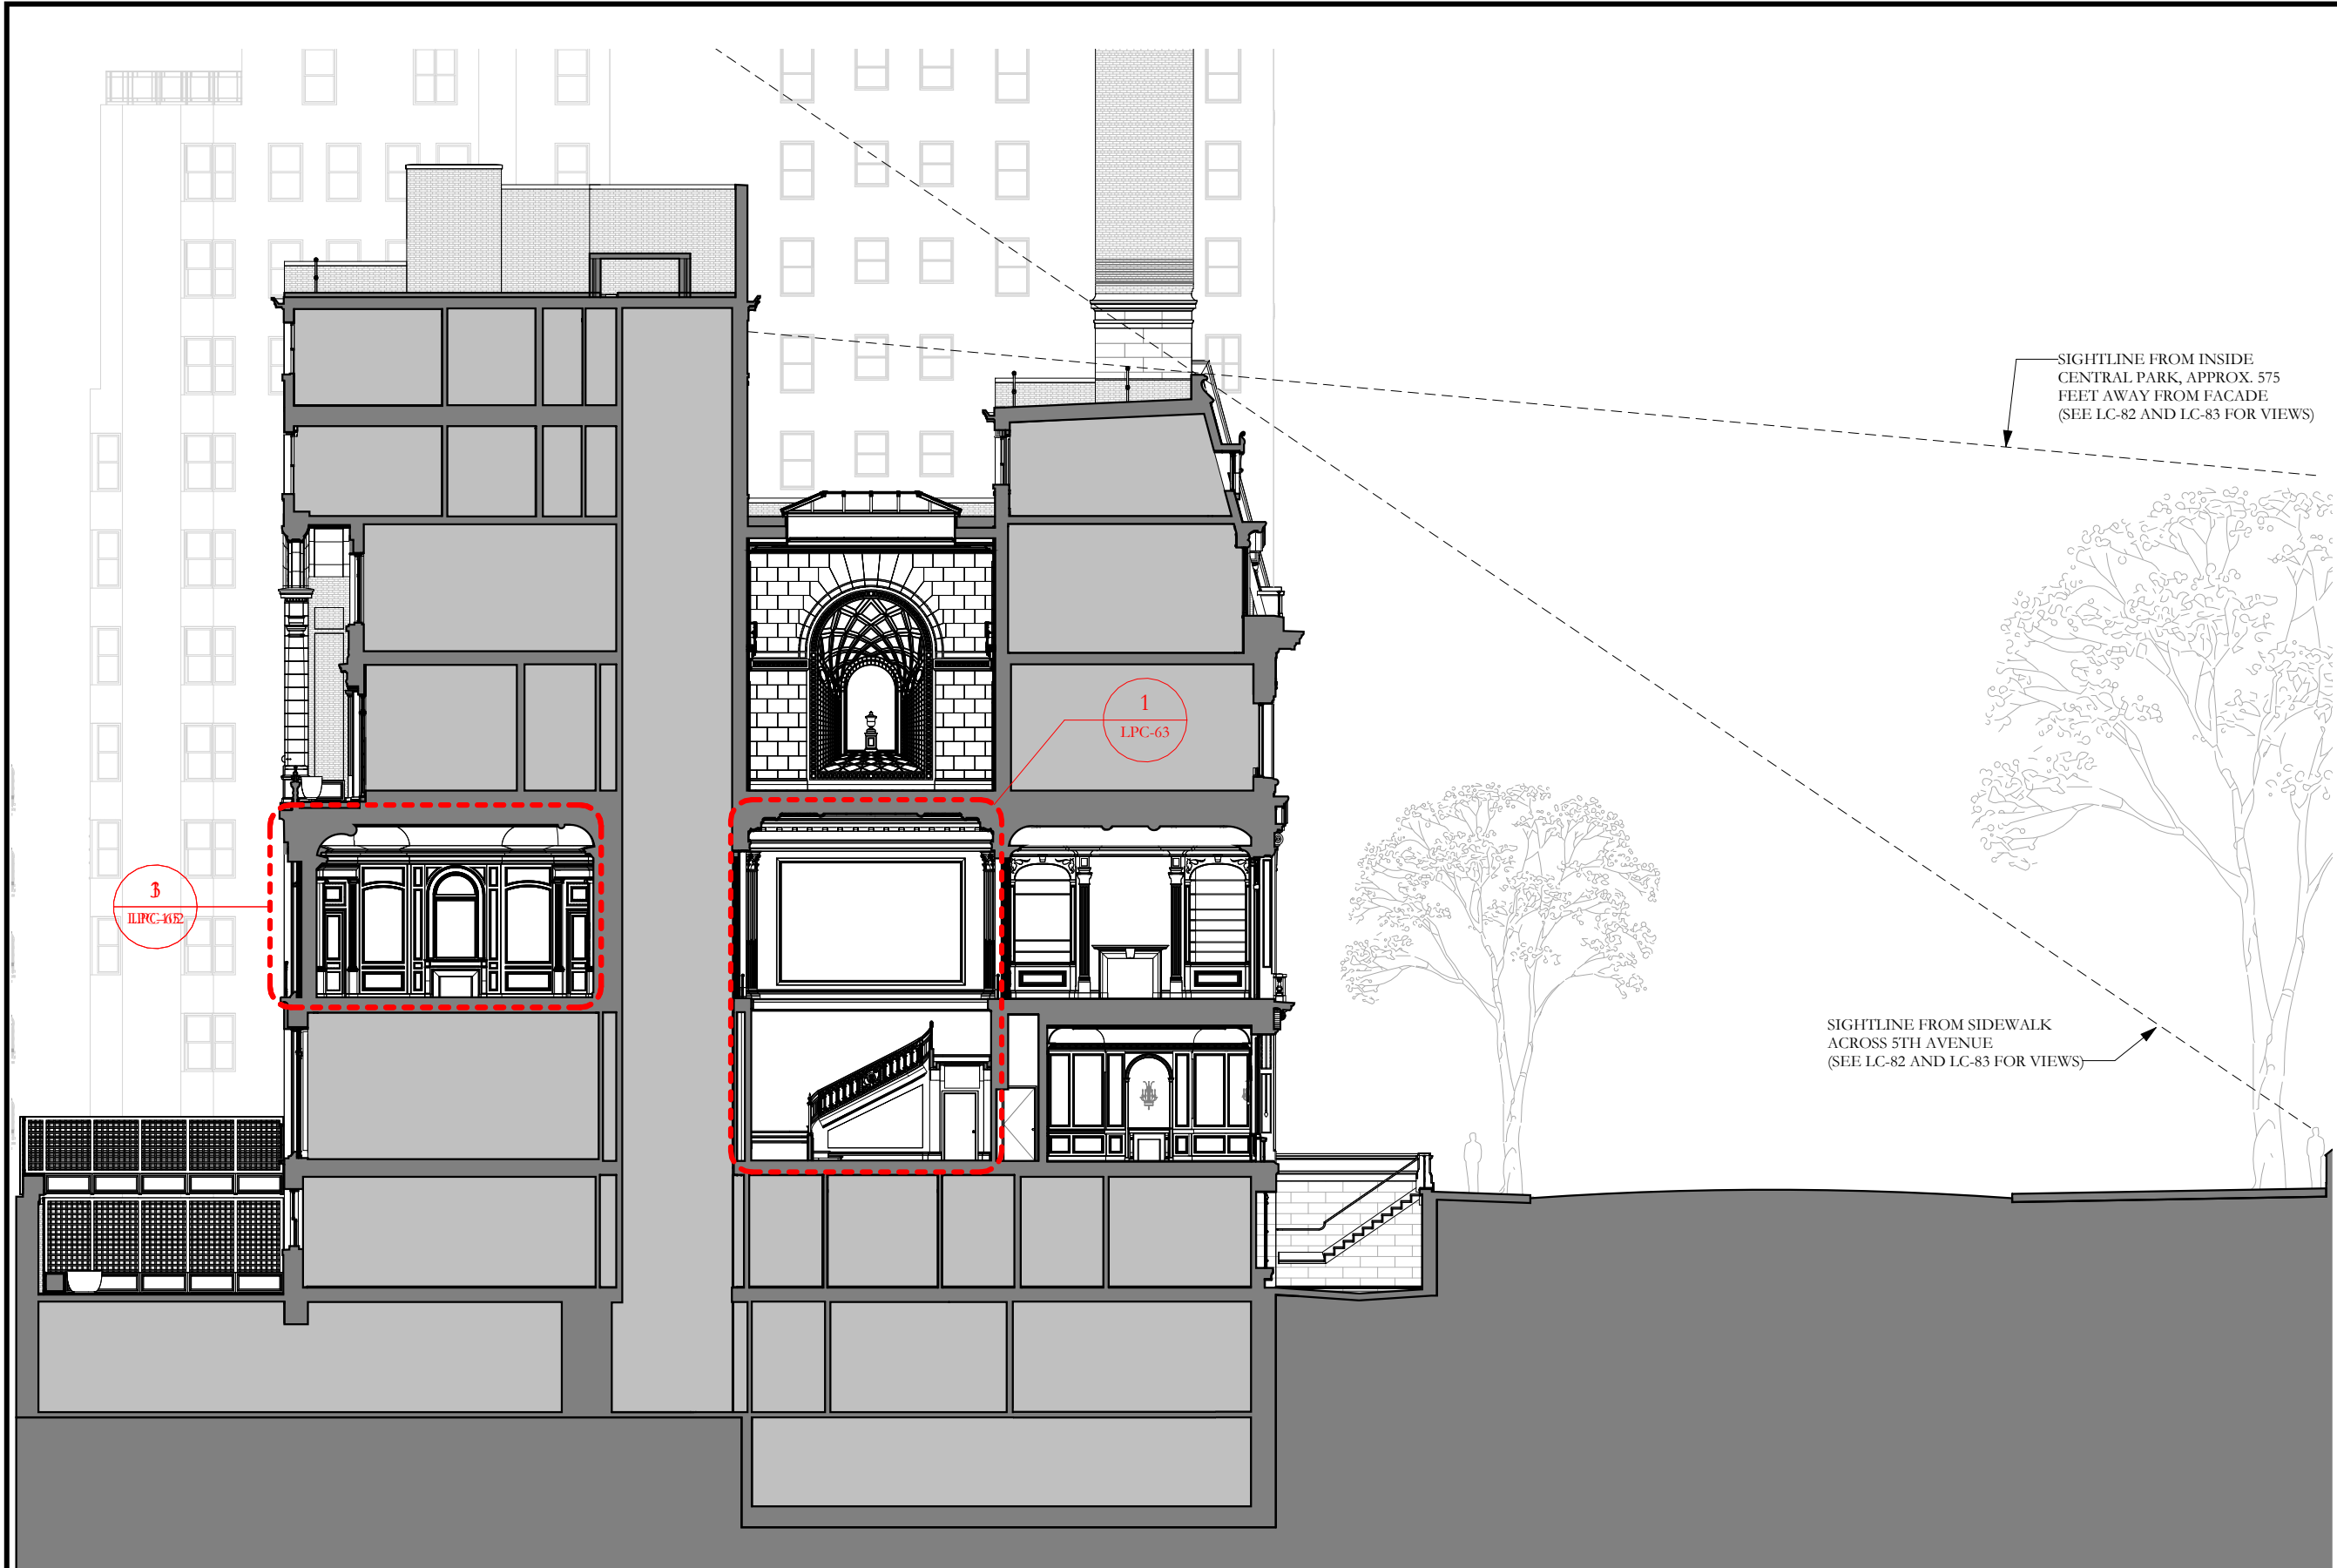 SIGHTLINE FROM INSIDE
CENTRAL PARK, APPROX. 575
FEET AWAY FROM FACADE
(SEE LC-82 AND LC-83 FOR VIEWS)
1
LPC-63
SIGHTLINE FROM SIDEWALK
ACROSS 5TH AVENUE
(SEE LC-82 AND LC-83 FOR VIEWS)